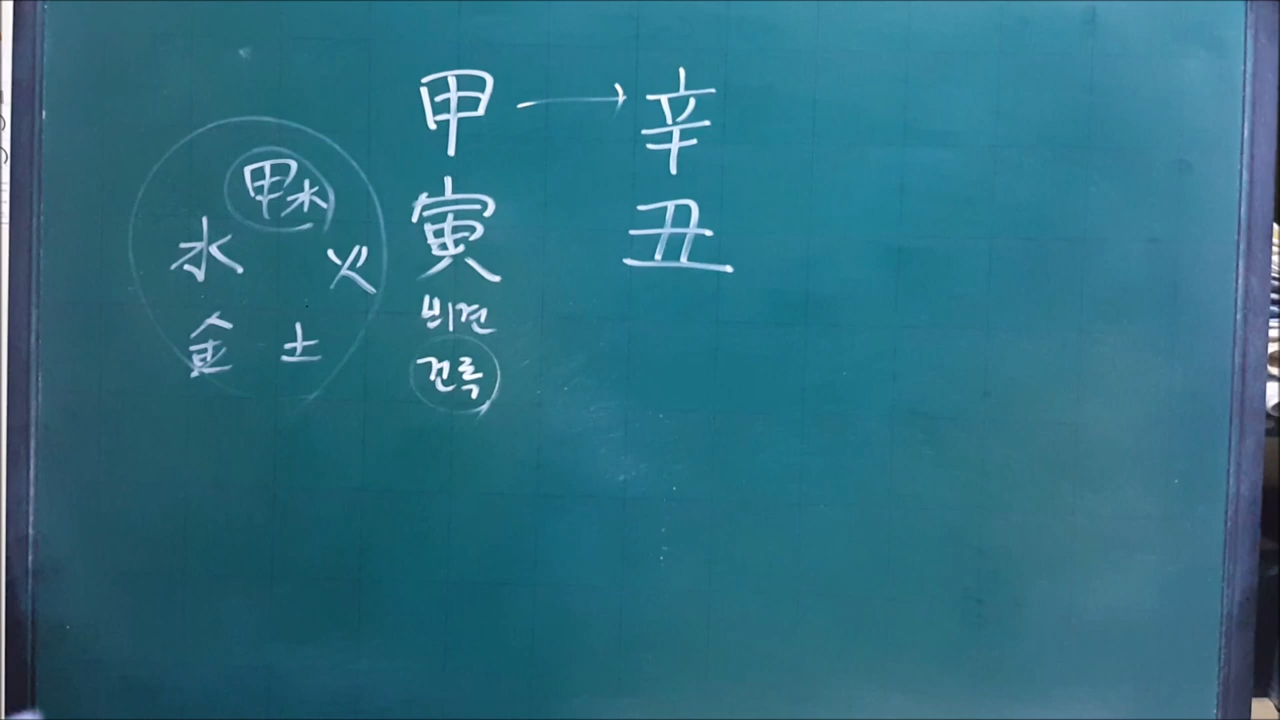 甲 → 辛
寅 丑
비견
건록
甲木
水 火
金 土